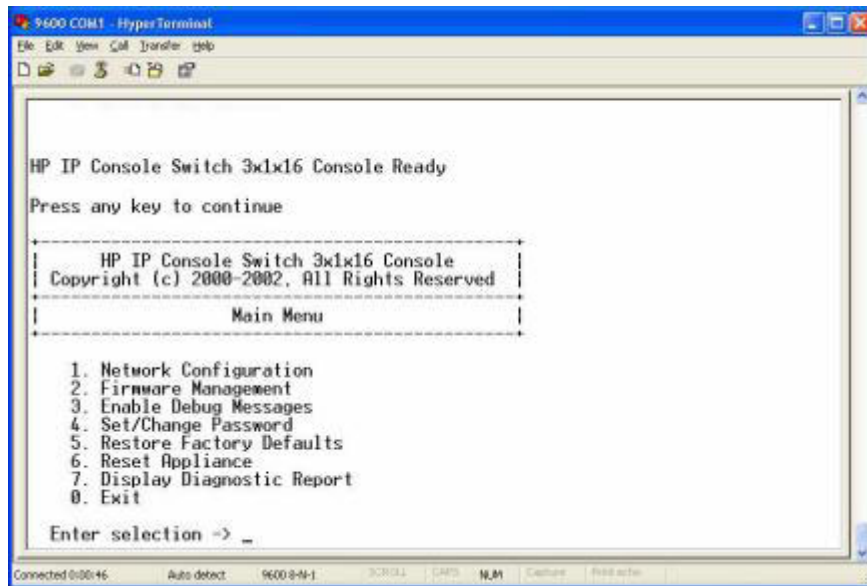 9600 COM1 - HyperTerminal
File Edit View Call Transfer Help
HP IP Console Switch 3x1x16 Console Ready
Press any key to continue
HP IP Console Switch 3x1x16 Console
Copyright (c) 2000-2002, All Rights Reserved
Main Menu
1. Network Configuration
2. Firmware Management
3. Enable Debug Messages
4. Set/Change Password
5. Restore Factory Defaults
6. Reset Appliance
7. Display Diagnostic Report
0. Exit
Enter selection -> _
Connected 0:00:46 Auto detect 9600 8-N-1 SCROLL CAPS NUM Capture Print echo